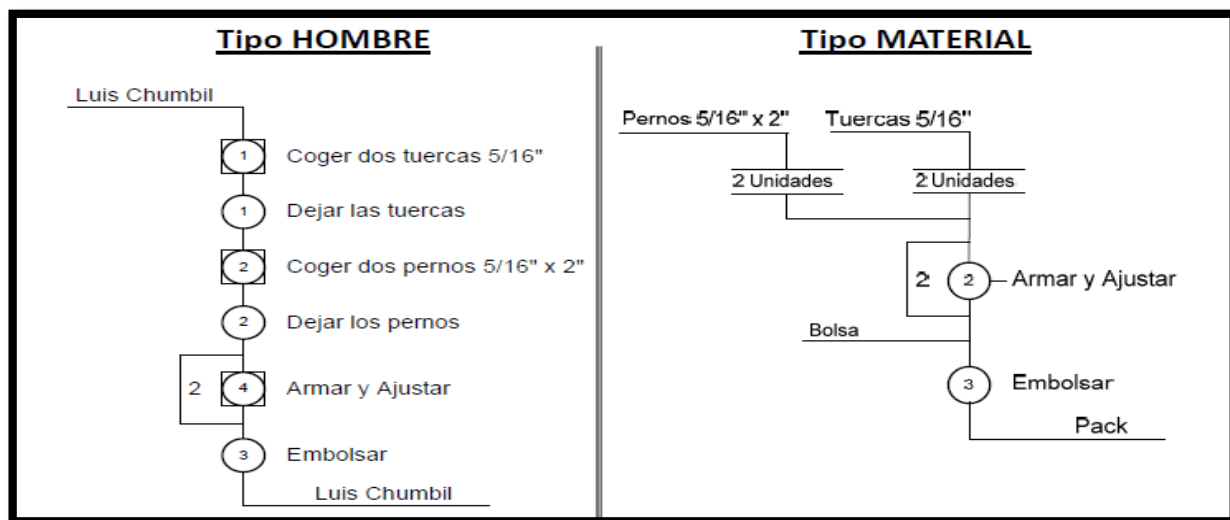 Tipo HOMBRE
Luis Chumbil
1 Coger dos tuercas 5/16"
1 Dejar las tuercas
2 Coger dos pernos 5/16" x 2"
2 Dejar los pernos
2 4 Armar y Ajustar
3 Embolsar
Luis Chumbil
Tipo MATERIAL
Pernos 5/16" x 2" Tuercas 5/16"
2 Unidades 2 Unidades
2 2 Armar y Ajustar
Bolsa
3 Embolsar
Pack